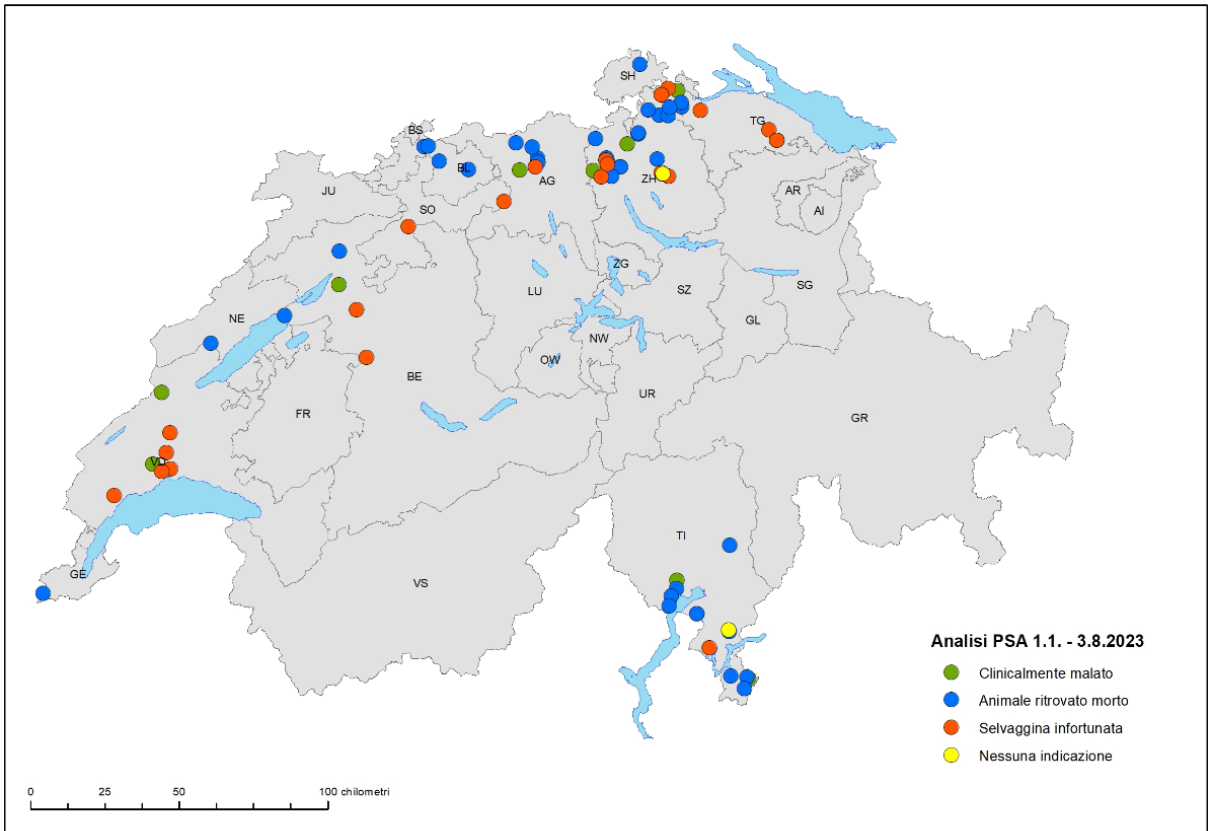 SH
BS
TG
BL
AG
ZH
JU
AR
AI
SO
ZG
LU
SZ
SG
NE
GL
NW
OW
BE
UR
FR
GR
VD
TI
GE
VS
Analisi PSA 1.1. - 3.8.2023
Clinicalmente malato
Animale ritrovato morto
Selvaggina infortunata
Nessuna indicazione
0 25 50 100 chilometri